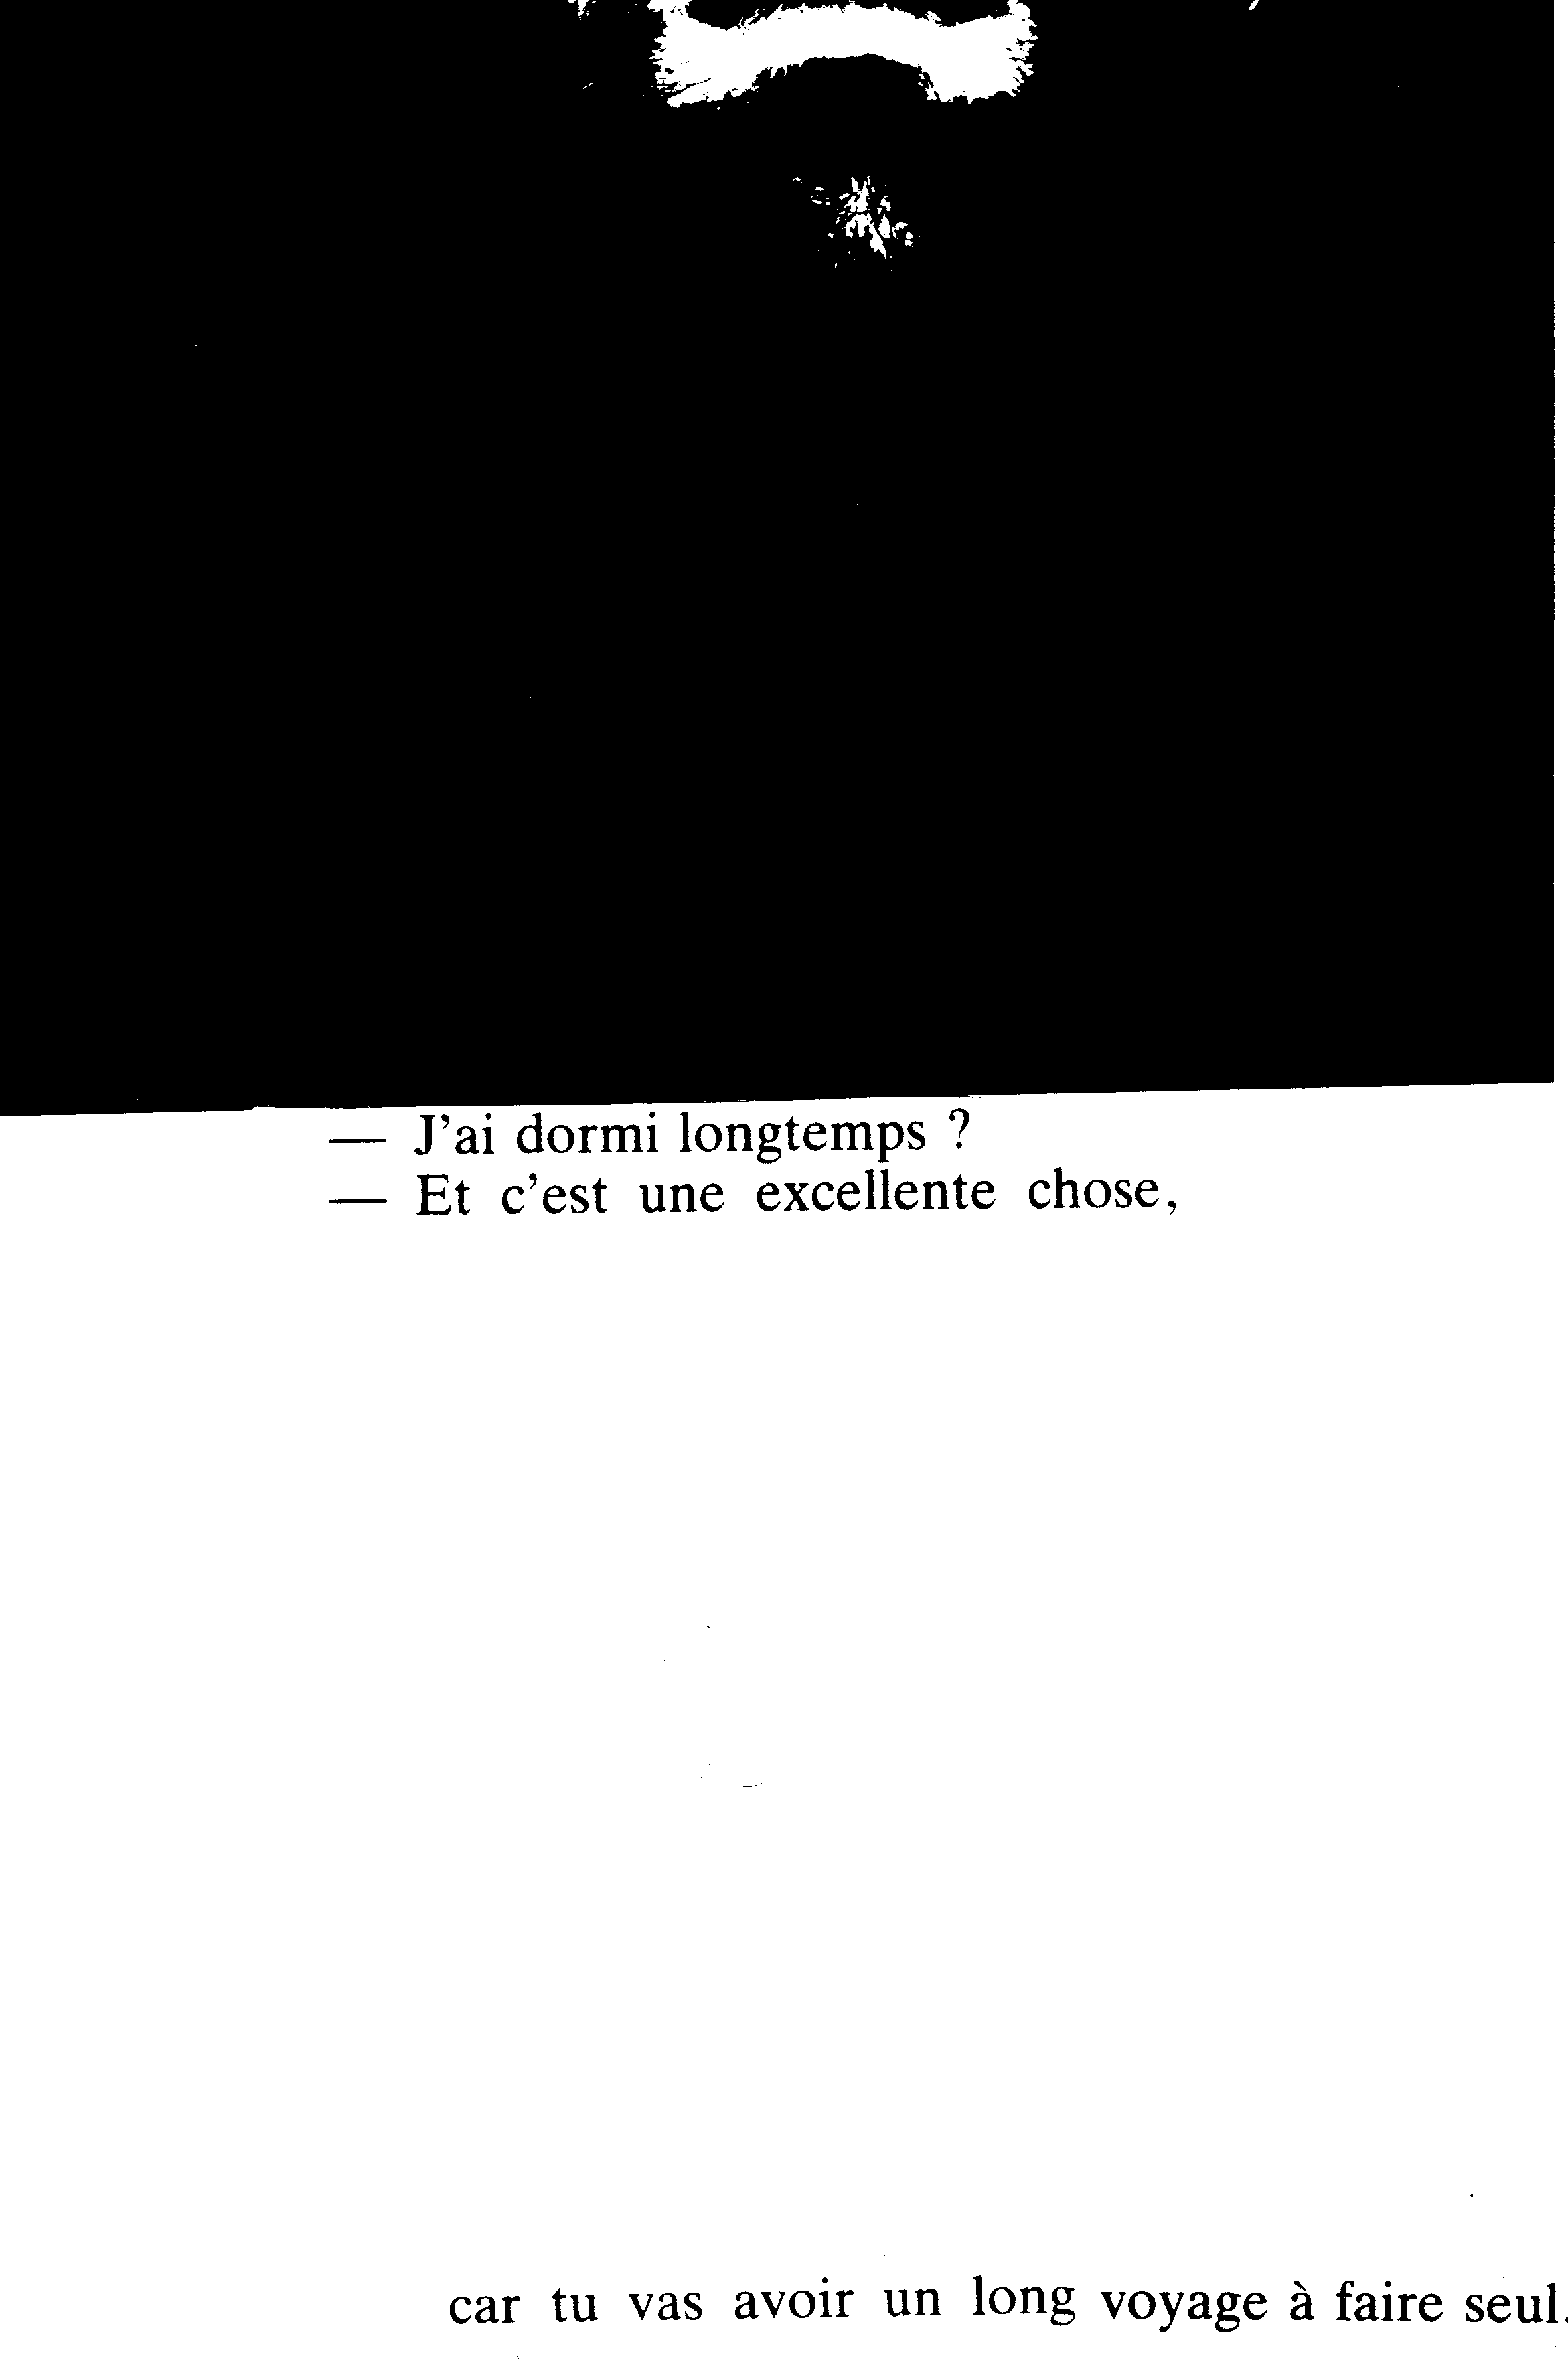 — J'ai dormi longtemps ?
— Et c'est une excellente chose,
car tu vas avoir un long voyage à faire seul.